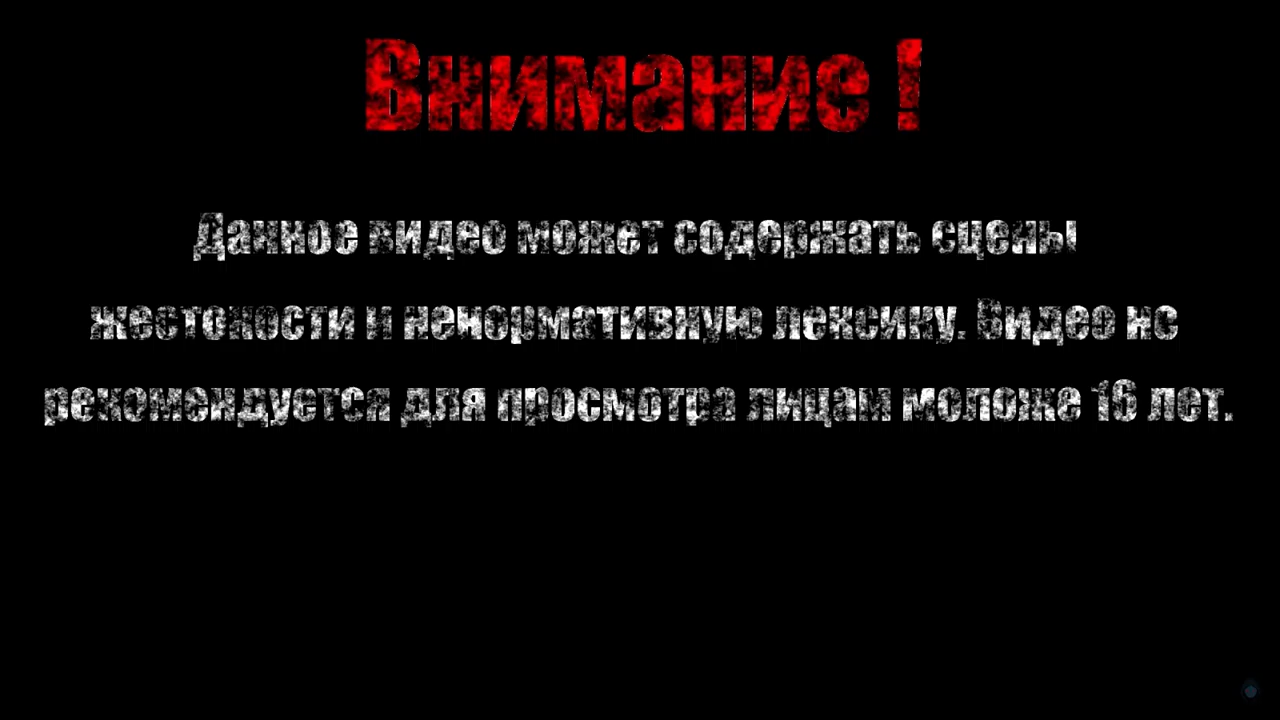 Внимание !
Данное видео может содержать сцены
жестокости и ненормативную лексику. Видео не
рекомендуется для просмотра лицам моложе 16 лет.